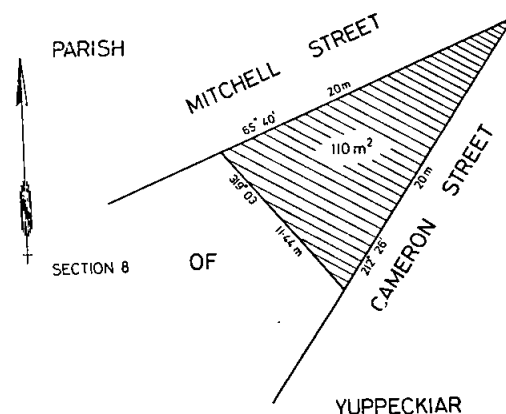 PARISH
MITCHELL STREET
65° 40'
20m
110 m²
319° 03'
11·44 m
20m
212° 26'
CAMERON STREET
SECTION 8
OF
YUPPECKIAR